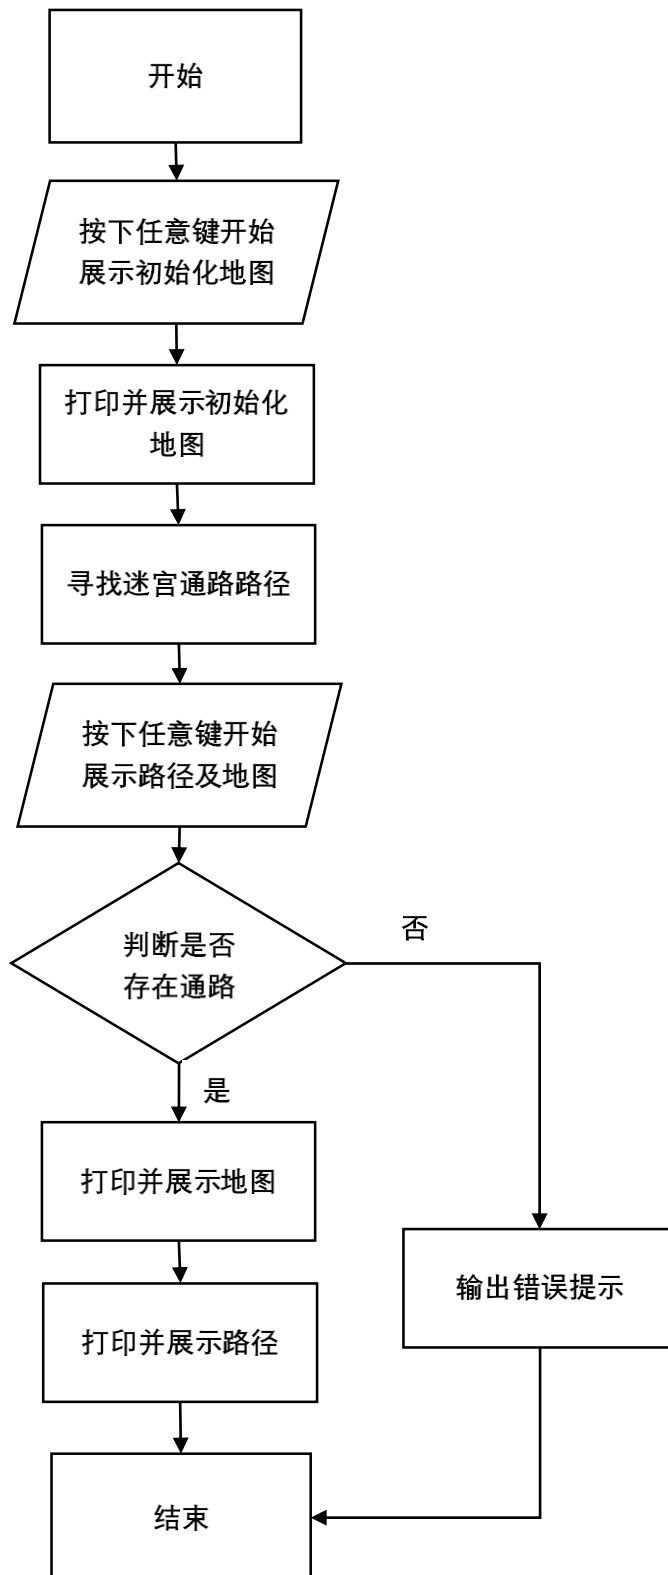 开始
按下任意键开始
展示初始化地图
打印并展示初始化
地图
寻找迷宫通路路径
按下任意键开始
展示路径及地图
判断是否
存在通路
否
是
打印并展示地图
输出错误提示
打印并展示路径
结束